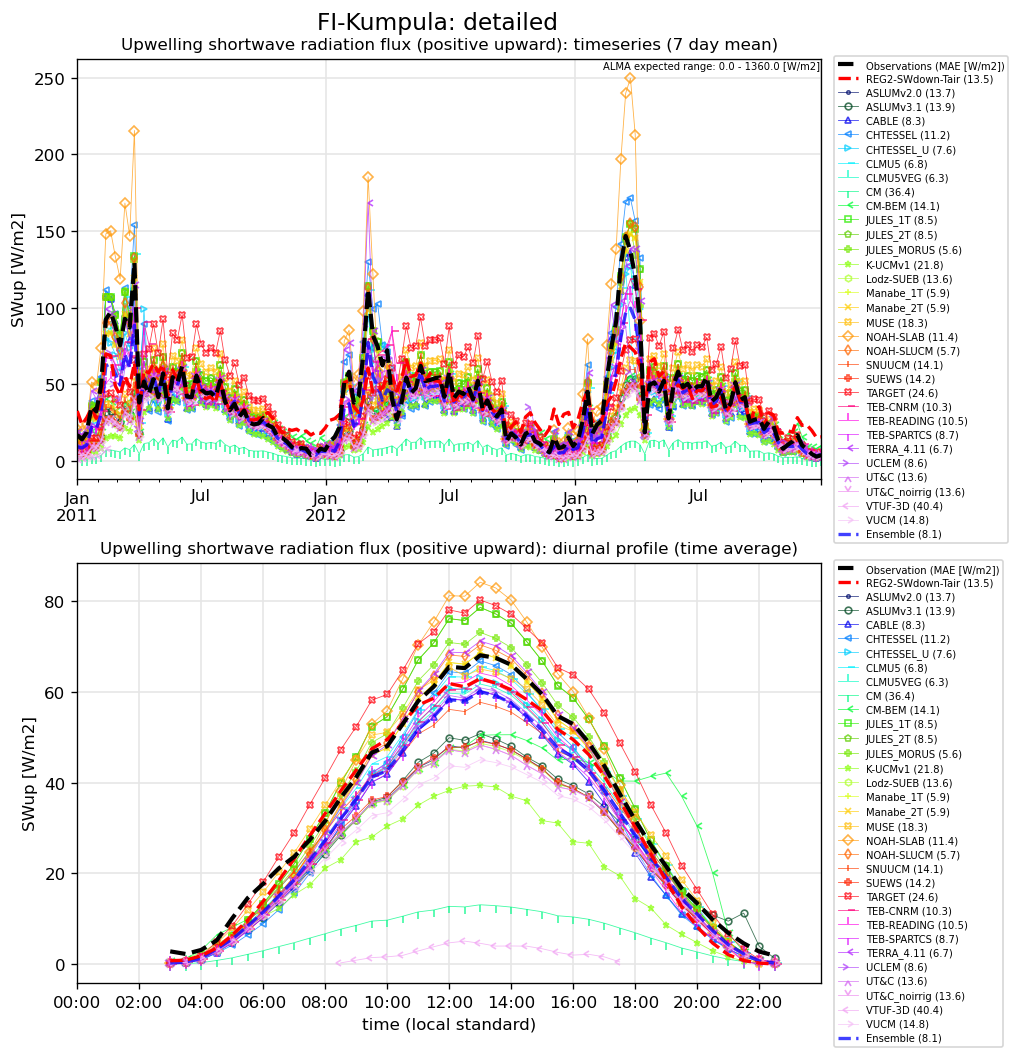 FI-Kumpula: detailed
Upwelling shortwave radiation flux (positive upward): timeseries (7 day mean)
ALMA expected range: 0.0 - 1360.0 [W/m2]
SWup [W/m2]
250
200
150
100
50
0
Jan
2011
Jul
Jan
2012
Jul
Jan
2013
Jul
Observations (MAE [W/m2])
REG2-SWdown-Tair (13.5)
ASLUMv2.0 (13.7)
ASLUMv3.1 (13.9)
CABLE (8.3)
CHTESSEL (11.2)
CHTESSEL_U (7.6)
CLMU5 (6.8)
CLMU5VEG (6.3)
CM (36.4)
CM-BEM (14.1)
JULES_1T (8.5)
JULES_2T (8.5)
JULES_MORUS (5.6)
K-UCMv1 (21.8)
Lodz-SUEB (13.6)
Manabe_1T (5.9)
Manabe_2T (5.9)
MUSE (18.3)
NOAH-SLAB (11.4)
NOAH-SLUCM (5.7)
SNUUCM (14.1)
SUEWS (14.2)
TARGET (24.6)
TEB-CNRM (10.3)
TEB-READING (10.5)
TEB-SPARTCS (8.7)
TERRA_4.11 (6.7)
UCLEM (8.6)
UT&C (13.6)
UT&C_noirrig (13.6)
VTUF-3D (40.4)
VUCM (14.8)
Ensemble (8.1)
Upwelling shortwave radiation flux (positive upward): diurnal profile (time average)
SWup [W/m2]
80
60
40
20
0
00:00
02:00
04:00
06:00
08:00
10:00
12:00
14:00
16:00
18:00
20:00
22:00
time (local standard)
Observation (MAE [W/m2])
REG2-SWdown-Tair (13.5)
ASLUMv2.0 (13.7)
ASLUMv3.1 (13.9)
CABLE (8.3)
CHTESSEL (11.2)
CHTESSEL_U (7.6)
CLMU5 (6.8)
CLMU5VEG (6.3)
CM (36.4)
CM-BEM (14.1)
JULES_1T (8.5)
JULES_2T (8.5)
JULES_MORUS (5.6)
K-UCMv1 (21.8)
Lodz-SUEB (13.6)
Manabe_1T (5.9)
Manabe_2T (5.9)
MUSE (18.3)
NOAH-SLAB (11.4)
NOAH-SLUCM (5.7)
SNUUCM (14.1)
SUEWS (14.2)
TARGET (24.6)
TEB-CNRM (10.3)
TEB-READING (10.5)
TEB-SPARTCS (8.7)
TERRA_4.11 (6.7)
UCLEM (8.6)
UT&C (13.6)
UT&C_noirrig (13.6)
VTUF-3D (40.4)
VUCM (14.8)
Ensemble (8.1)